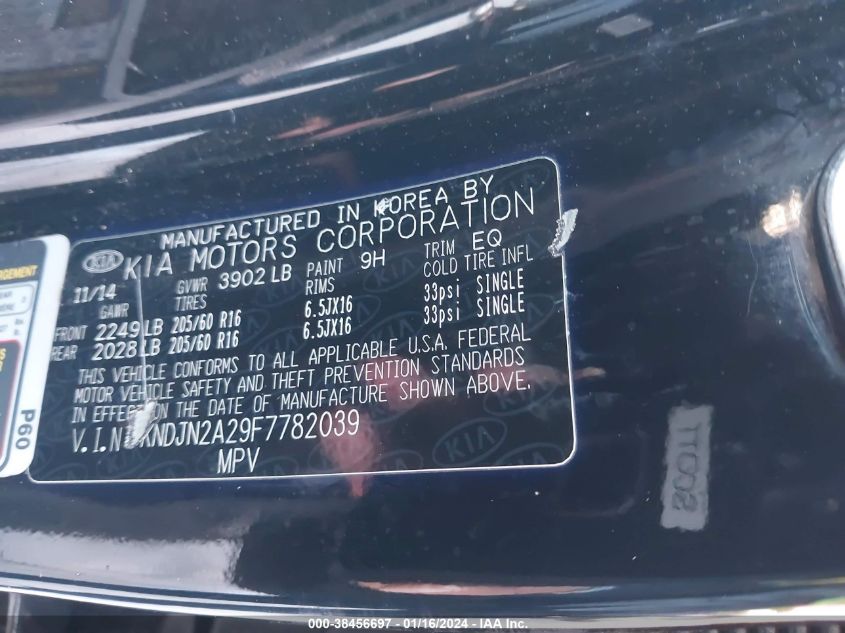 MANUFACTURED IN KOREA BY
KIA KIA MOTORS CORPORATION
11/14 GVWR 3902 LB PAINT 9H TRIM EQ
GAWR TIRES RIMS COLD TIRE INFL
FRONT 2249 LB 205/60 R16 6.5JX16 33psi SINGLE
REAR 2028 LB 205/60 R16 6.5JX16 33psi SINGLE
THIS VEHICLE CONFORMS TO ALL APPLICABLE U.S.A. FEDERAL
MOTOR VEHICLE SAFETY AND THEFT PREVENTION STANDARDS
IN EFFECT ON THE DATE OF MANUFACTURE SHOWN ABOVE.
V.I.N KNDJN2A29F7782039
MPV
P60
000-38456697 - 01/16/2024 - IAA Inc.